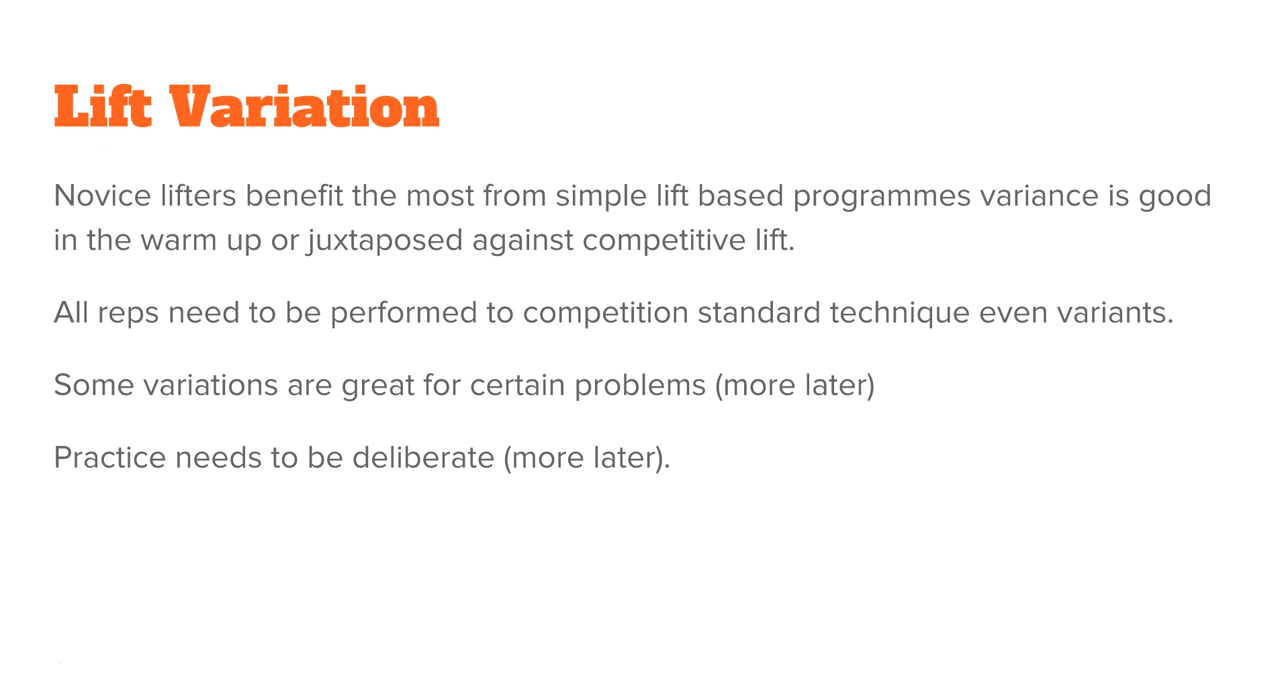 Lift Variation
Novice lifters benefit the most from simple lift based programmes variance is good
in the warm up or juxtaposed against competitive lift.
All reps need to be performed to competition standard technique even variants.
Some variations are great for certain problems (more later)
Practice needs to be deliberate (more later).